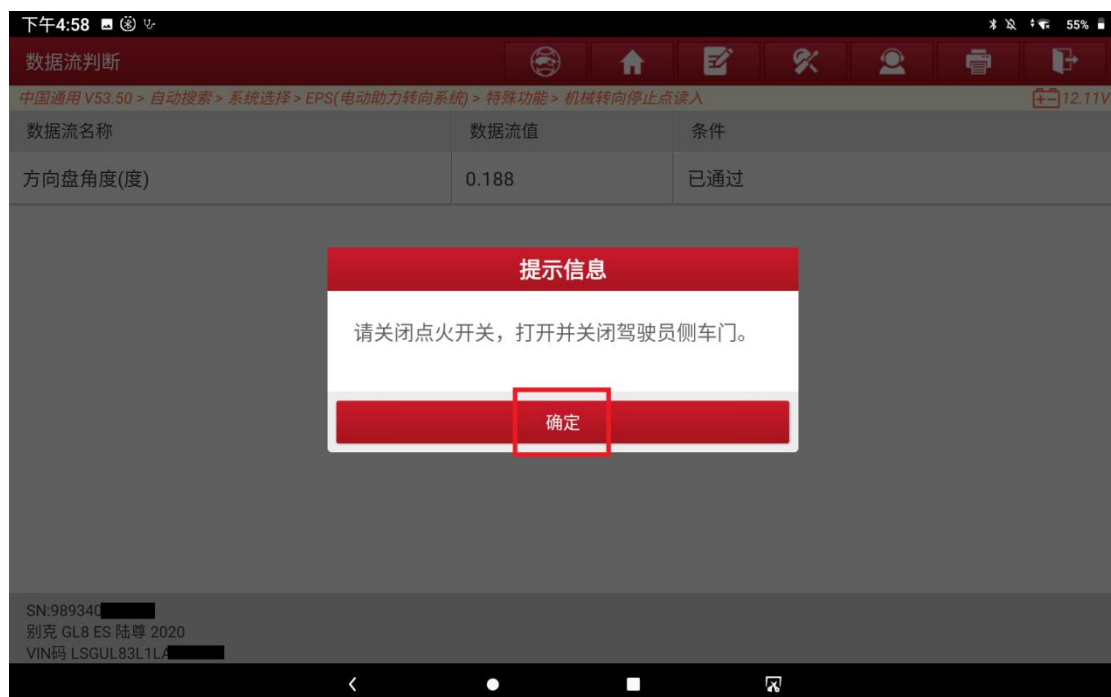 下午4:58 55%
数据流判断
中国通用 V53.50 > 自动搜索 > 系统选择 > EPS(电动助力转向系统) > 特殊功能 > 机械转向停止点读入 12.11V
数据流名称 数据流值 条件
方向盘角度(度) 0.188 已通过
提示信息
请关闭点火开关，打开并关闭驾驶员侧车门。
确定
SN:989340
别克 GL8 ES 陆尊 2020
VIN码 LSGUL83L1LA